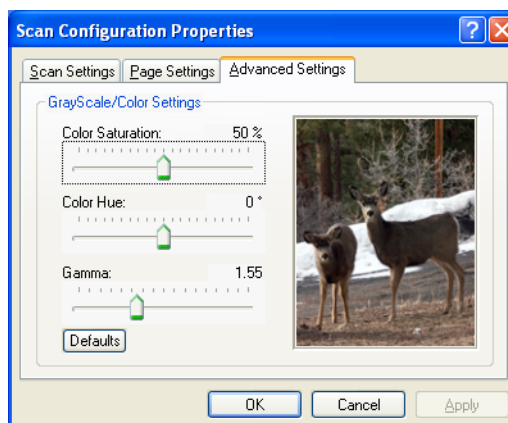 Scan Configuration Properties
Scan Settings Page Settings Advanced Settings
GrayScale/Color Settings
Color Saturation: 50 %
Color Hue: 0 °
Gamma: 1.55
Defaults
OK Cancel Apply